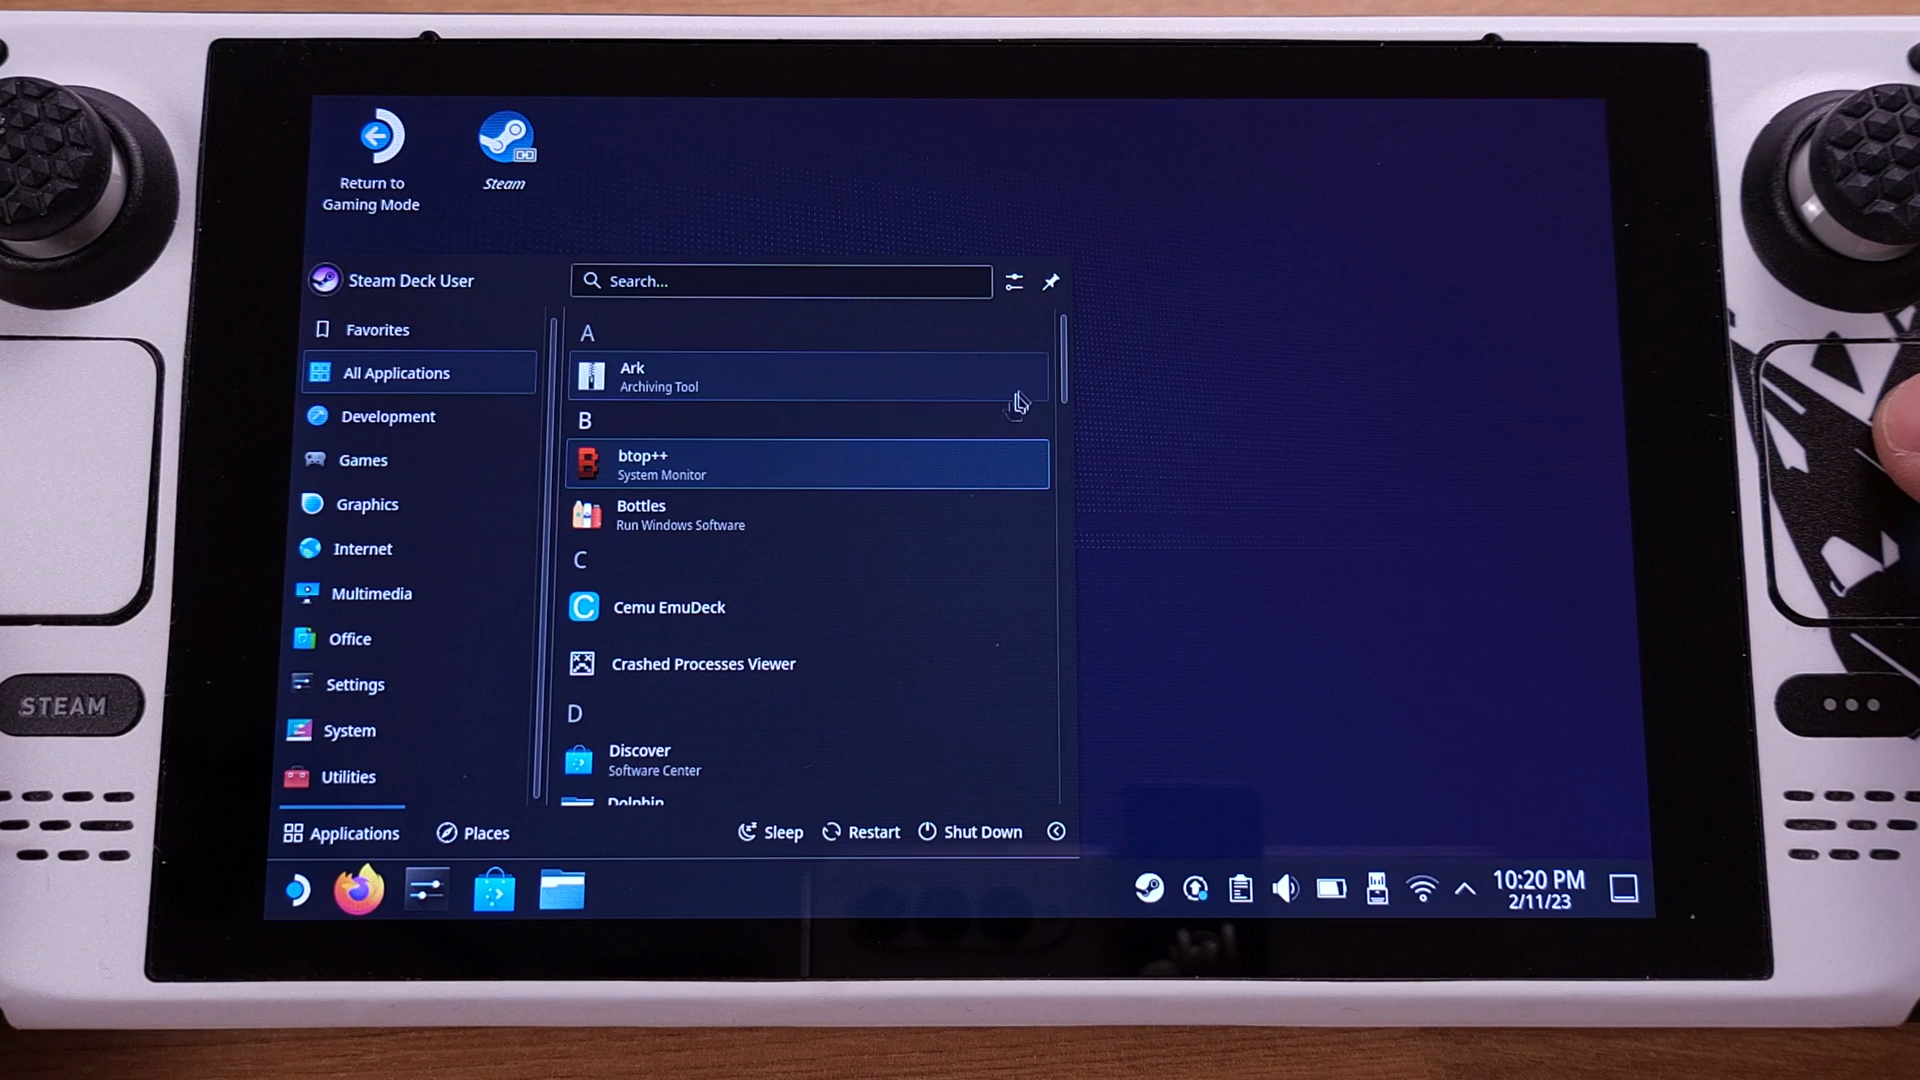 Return to
Gaming Mode
Steam
Steam Deck User
Search...
Favorites
All Applications
Development
Games
Graphics
Internet
Multimedia
Office
Settings
System
Utilities
A
Ark
Archiving Tool
B
btop++
System Monitor
Bottles
Run Windows Software
C
Cemu EmuDeck
Crashed Processes Viewer
D
Discover
Software Center
Dolphin
Applications
Places
Sleep
Restart
Shut Down
10:20 PM
2/11/23
STEAM